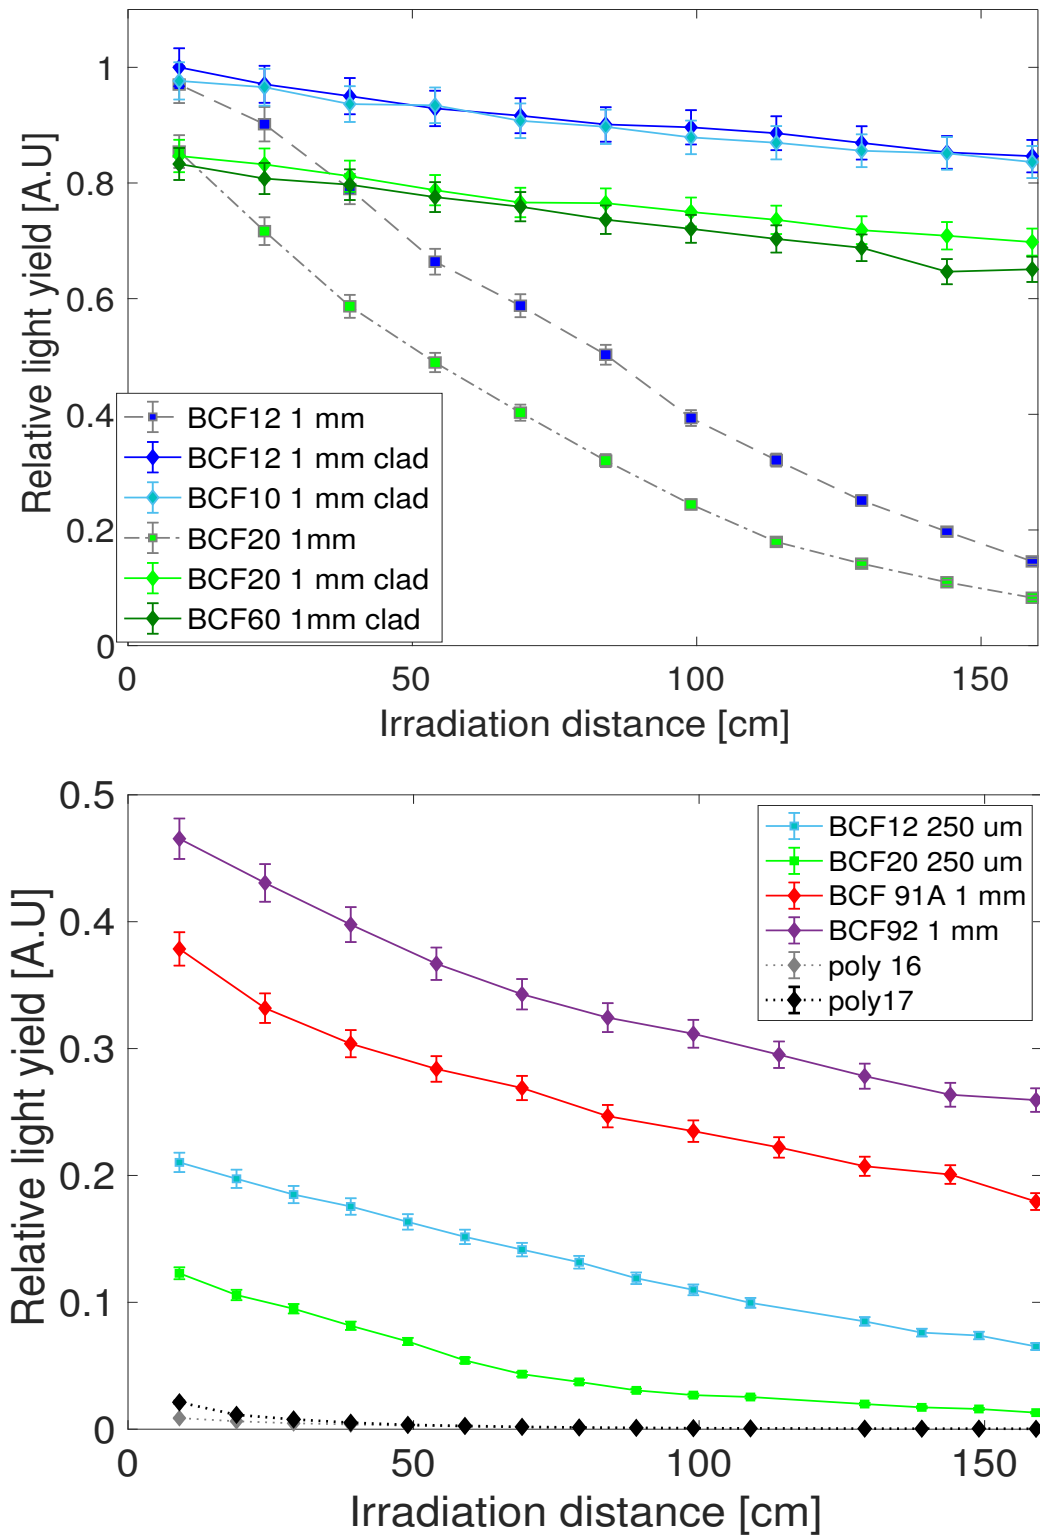 Relative light yield [A.U]
1
0.8
0.6
0.4
0.2
0
BCF12 1 mm
BCF12 1 mm clad
BCF10 1 mm clad
BCF20 1mm
BCF20 1 mm clad
BCF60 1mm clad
0
50
100
150
Irradiation distance [cm]
Relative light yield [A.U]
0.5
0.4
0.3
0.2
0.1
0
BCF12 250 um
BCF20 250 um
BCF 91A 1 mm
BCF92 1 mm
poly 16
poly17
0
50
100
150
Irradiation distance [cm]